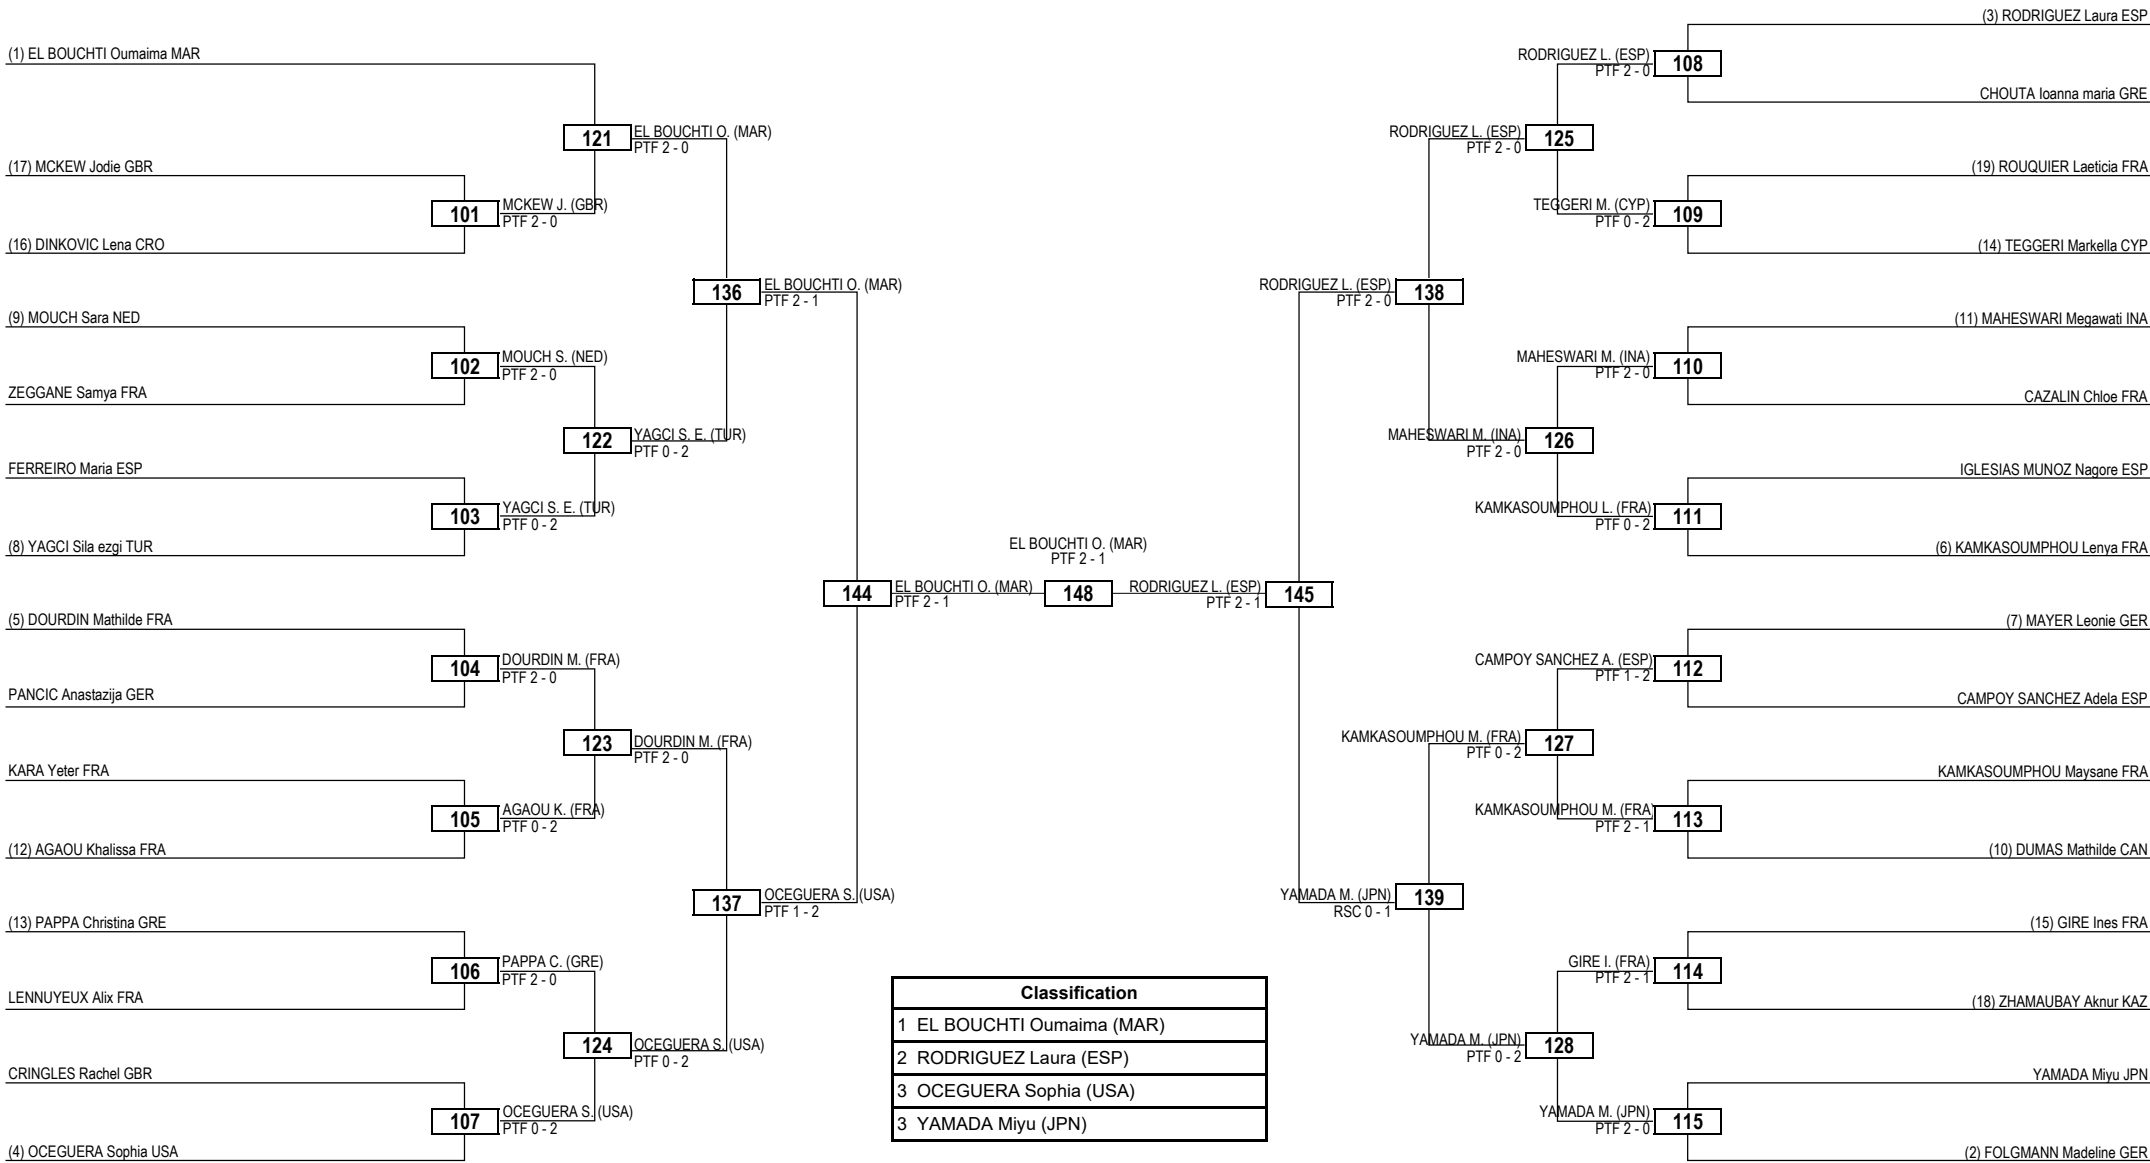 (1) EL BOUCHTI Oumaima MAR
(17) MCKEW Jodie GBR
(16) DINKOVIC Lena CRO
(9) MOUCH Sara NED
ZEGGANE Samya FRA
FERREIRO Maria ESP
(8) YAGCI Sila ezgi TUR
(5) DOURDIN Mathilde FRA
PANCIC Anastazija GER
KARA Yeter FRA
(12) AGAOU Khalissa FRA
(13) PAPPA Christina GRE
LENNUYEUX Alix FRA
CRINGLES Rachel GBR
(4) OCEGUERA Sophia USA
101
MCKEW J. (GBR)
PTF 2 - 0
102
MOUCH S. (NED)
PTF 2 - 0
103
YAGCI S. E. (TUR)
PTF 0 - 2
104
DOURDIN M. (FRA)
PTF 2 - 0
105
AGAOU K. (FRA)
PTF 0 - 2
106
PAPPA C. (GRE)
PTF 2 - 0
107
OCEGUERA S. (USA)
PTF 0 - 2
121
EL BOUCHTI O. (MAR)
PTF 2 - 0
122
YAGCI S. E. (TUR)
PTF 0 - 2
123
DOURDIN M. (FRA)
PTF 2 - 0
124
OCEGUERA S. (USA)
PTF 0 - 2
136
EL BOUCHTI O. (MAR)
PTF 2 - 1
137
OCEGUERA S. (USA)
PTF 1 - 2
144
EL BOUCHTI O. (MAR)
PTF 2 - 1
EL BOUCHTI O. (MAR)
PTF 2 - 1
148
RODRIGUEZ L. (ESP)
PTF 2 - 1
145
RODRIGUEZ L. (ESP)
PTF 2 - 0
138
YAMADA M. (JPN)
RSC 0 - 1
139
RODRIGUEZ L. (ESP)
PTF 2 - 0
125
MAHESWARI M. (INA)
PTF 2 - 0
126
KAMKASOUMPHOU M. (FRA)
PTF 0 - 2
127
YAMADA M. (JPN)
PTF 0 - 2
128
RODRIGUEZ L. (ESP)
PTF 2 - 0
108
TEGGERI M. (CYP)
PTF 0 - 2
109
MAHESWARI M. (INA)
PTF 2 - 0
110
KAMKASOUMPHOU L. (FRA)
PTF 0 - 2
111
CAMPOY SANCHEZ A. (ESP)
PTF 1 - 2
112
KAMKASOUMPHOU M. (FRA)
PTF 2 - 1
113
GIRE I. (FRA)
PTF 2 - 1
114
YAMADA M. (JPN)
PTF 2 - 0
115
(3) RODRIGUEZ Laura ESP
CHOUTA Ioanna maria GRE
(19) ROUQUIER Laeticia FRA
(14) TEGGERI Markella CYP
(11) MAHESWARI Megawati INA
CAZALIN Chloe FRA
IGLESIAS MUNOZ Nagore ESP
(6) KAMKASOUMPHOU Lenya FRA
(7) MAYER Leonie GER
CAMPOY SANCHEZ Adela ESP
KAMKASOUMPHOU Maysane FRA
(10) DUMAS Mathilde CAN
(15) GIRE Ines FRA
(18) ZHAMAUBAY Aknur KAZ
YAMADA Miyu JPN
(2) FOLGMANN Madeline GER
Classification
1 EL BOUCHTI Oumaima (MAR)
2 RODRIGUEZ Laura (ESP)
3 OCEGUERA Sophia (USA)
3 YAMADA Miyu (JPN)